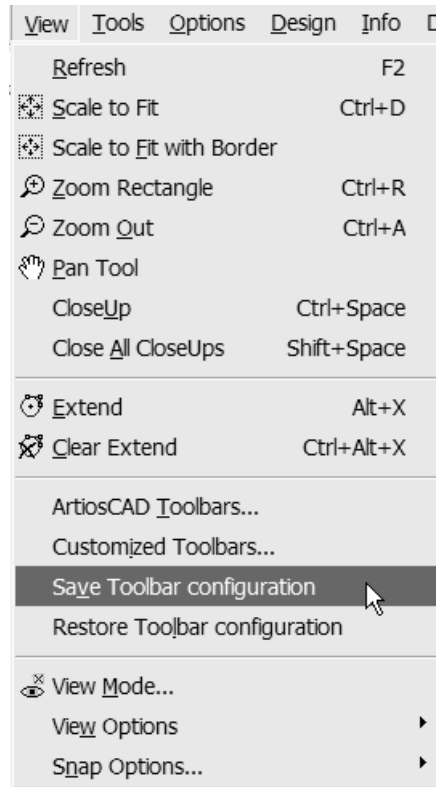 View Tools Options Design Info D
Refresh F2
Scale to Fit Ctrl+D
Scale to Fit with Border
Zoom Rectangle Ctrl+R
Zoom Out Ctrl+A
Pan Tool
CloseUp Ctrl+Space
Close All CloseUps Shift+Space
Extend Alt+X
Clear Extend Ctrl+Alt+X
ArtiosCAD Toolbars...
Customized Toolbars...
Save Toolbar configuration
Restore Toolbar configuration
View Mode...
View Options
Snap Options...